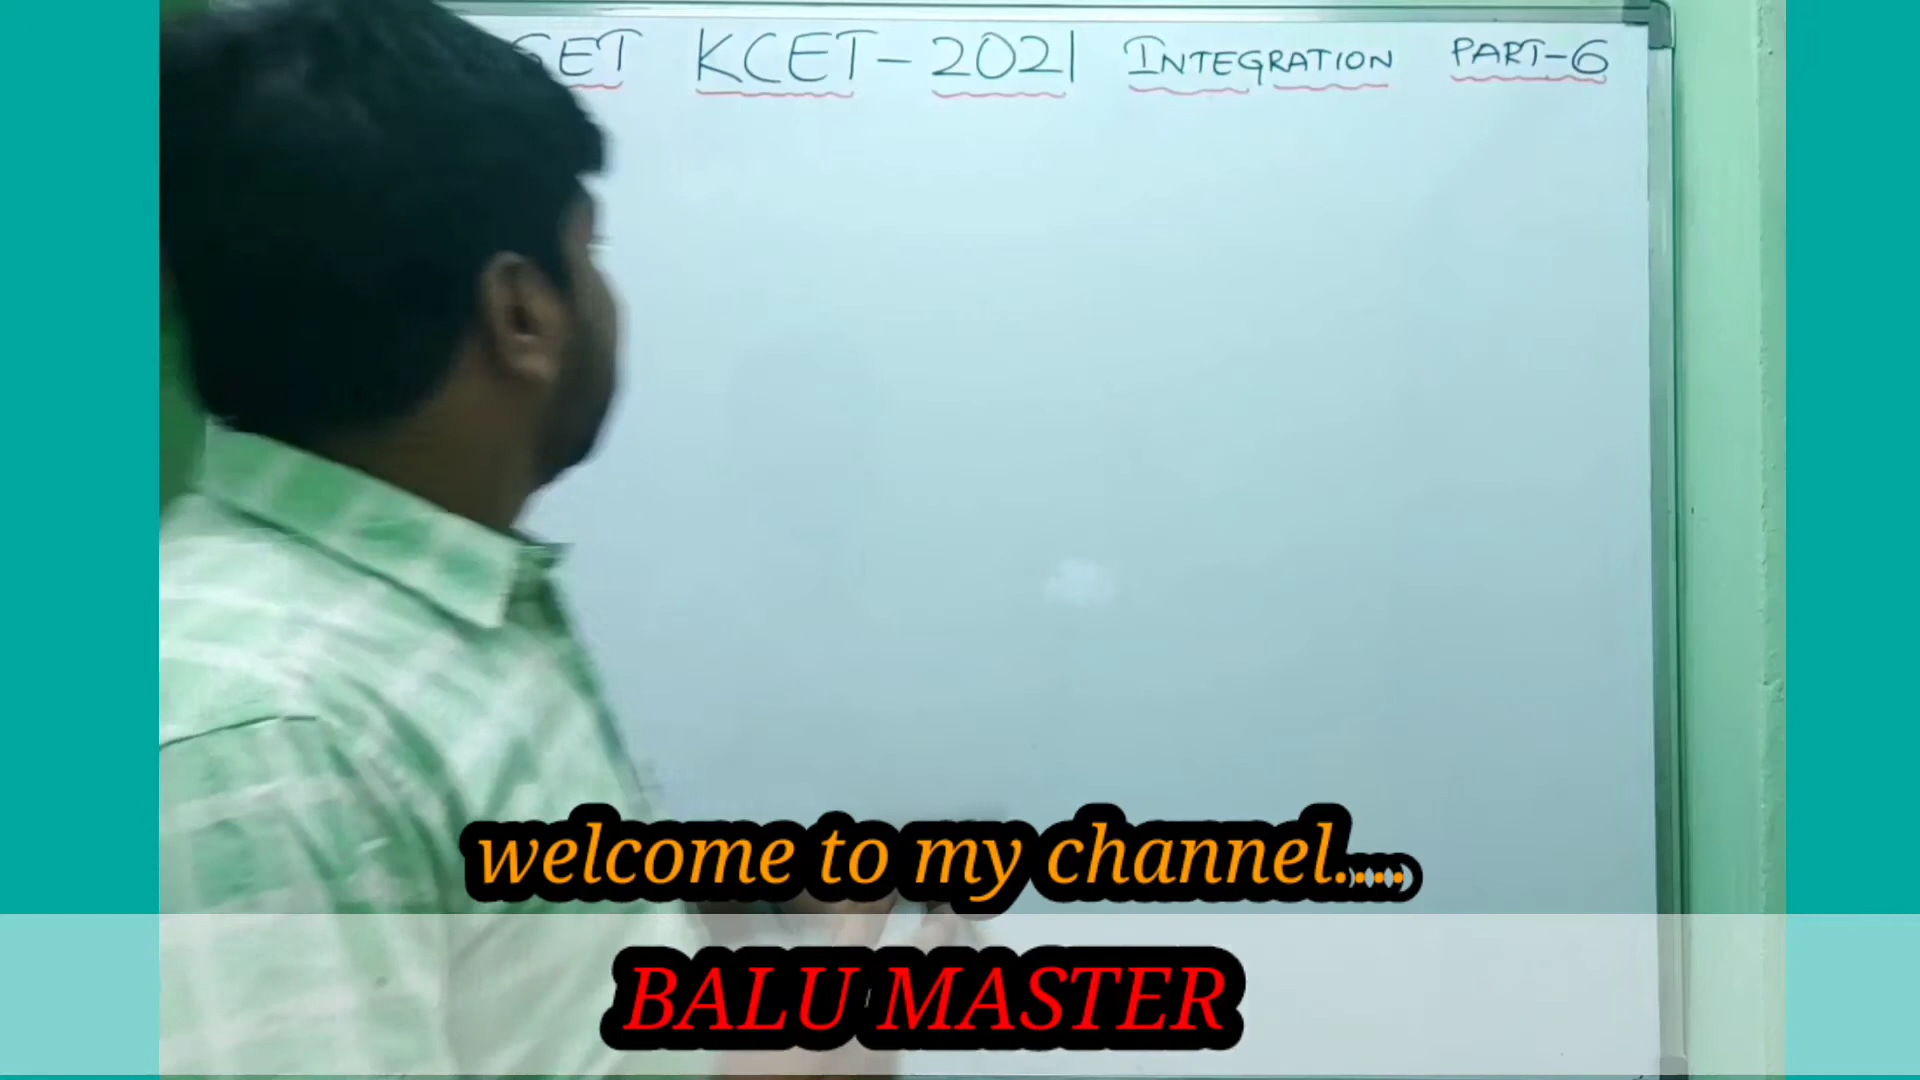 KCET-2021 INTEGRATION PART-6
welcome to my channel.....
BALU MASTER